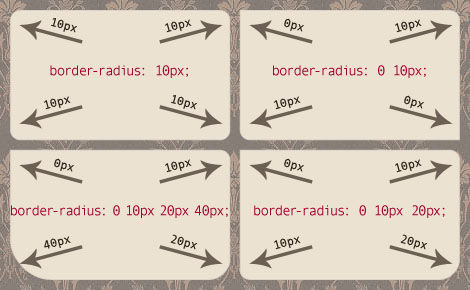 10px 10px
border-radius: 10px;
10px 10px
0px 10px
border-radius: 0 10px;
10px 0px
0px 10px
border-radius: 0 10px 20px 40px;
40px 20px
0px 10px
border-radius: 0 10px 20px;
10px 20px